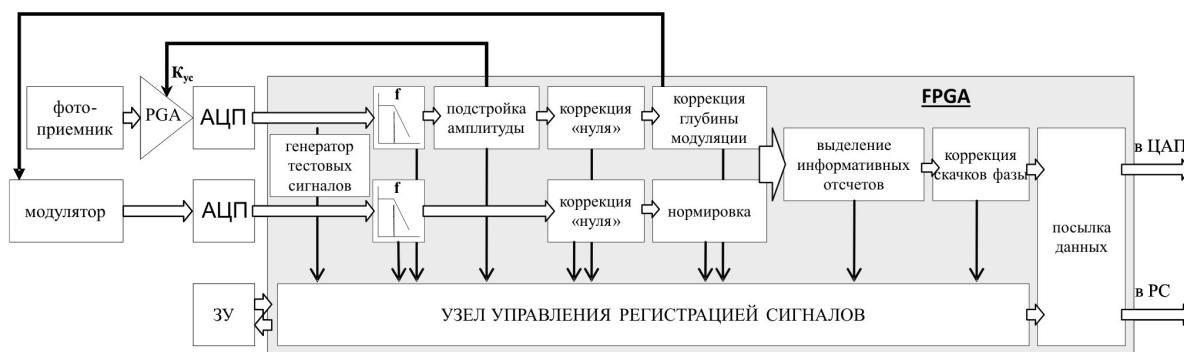 K_ус
FPGA
фото-
приемник
PGA
АЦП
f
подстройка
амплитуды
коррекция
«нуля»
коррекция
глубины
модуляции
генератор
тестовых
сигналов
выделение
информативных
отсчетов
коррекция
скачков фазы
в ЦАП
модулятор
АЦП
f
коррекция
«нуля»
нормировка
посылка
данных
ЗУ
УЗЕЛ УПРАВЛЕНИЯ РЕГИСТРАЦИЕЙ СИГНАЛОВ
в PC